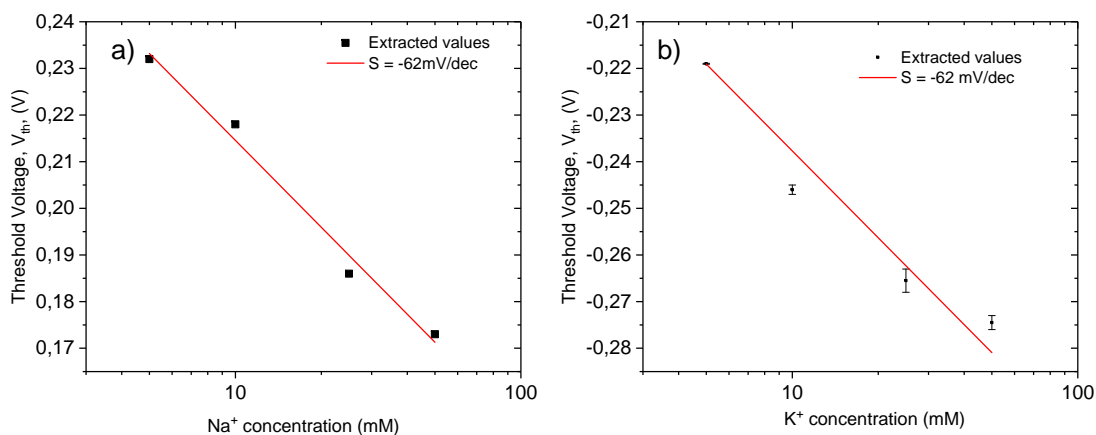 a)
Extracted values
S = -62mV/dec
0,24
0,23
0,22
0,21
0,20
0,19
0,18
0,17
Threshold Voltage, Vth, (V)
10
100
Na+ concentration (mM)
b)
Extracted values
S = -62 mV/dec
-0,21
-0,22
-0,23
-0,24
-0,25
-0,26
-0,27
-0,28
Threshold Voltage, Vth, (V)
10
100
K+ concentration (mM)